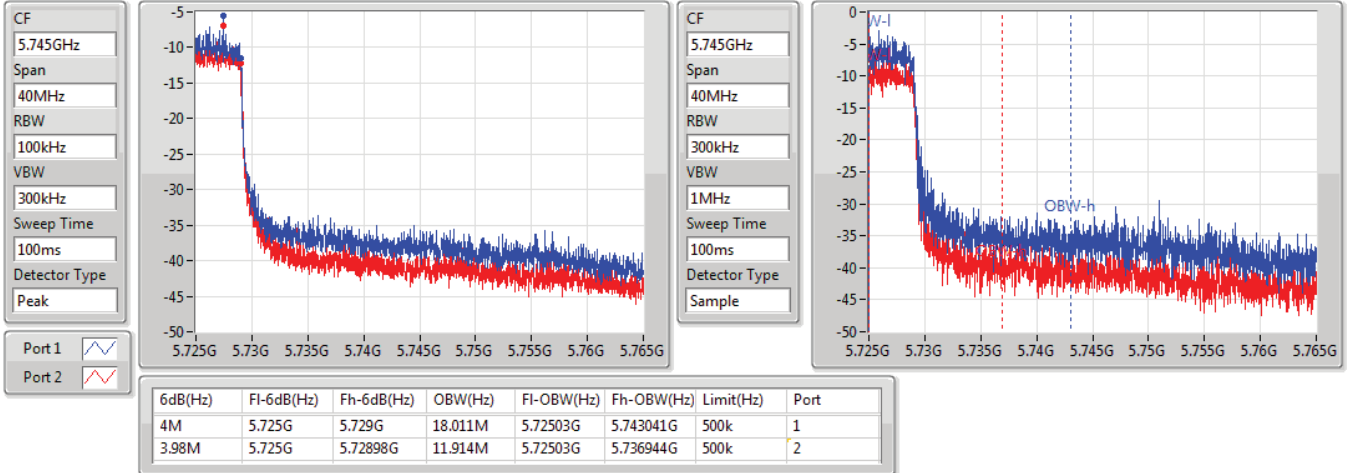 CF
5.745GHz
Span
40MHz
RBW
100kHz
VBW
300kHz
Sweep Time
100ms
Detector Type
Peak
Port 1
Port 2
-5
-10
-15
-20
-25
-30
-35
-40
-45
-50
5.725G 5.73G 5.735G 5.74G 5.745G 5.75G 5.755G 5.76G 5.765G
CF
5.745GHz
Span
40MHz
RBW
300kHz
VBW
1MHz
Sweep Time
100ms
Detector Type
Sample
0
-5
-10
-15
-20
-25
-30
-35
-40
-45
-50
W-l
OBW-h
5.725G 5.73G 5.735G 5.74G 5.745G 5.75G 5.755G 5.76G 5.765G
6dB(Hz) Fl-6dB(Hz) Fh-6dB(Hz) OBW(Hz) Fl-OBW(Hz) Fh-OBW(Hz) Limit(Hz) Port
4M 5.725G 5.729G 18.011M 5.72503G 5.743041G 500k 1
3.98M 5.725G 5.72898G 11.914M 5.72503G 5.736944G 500k 2